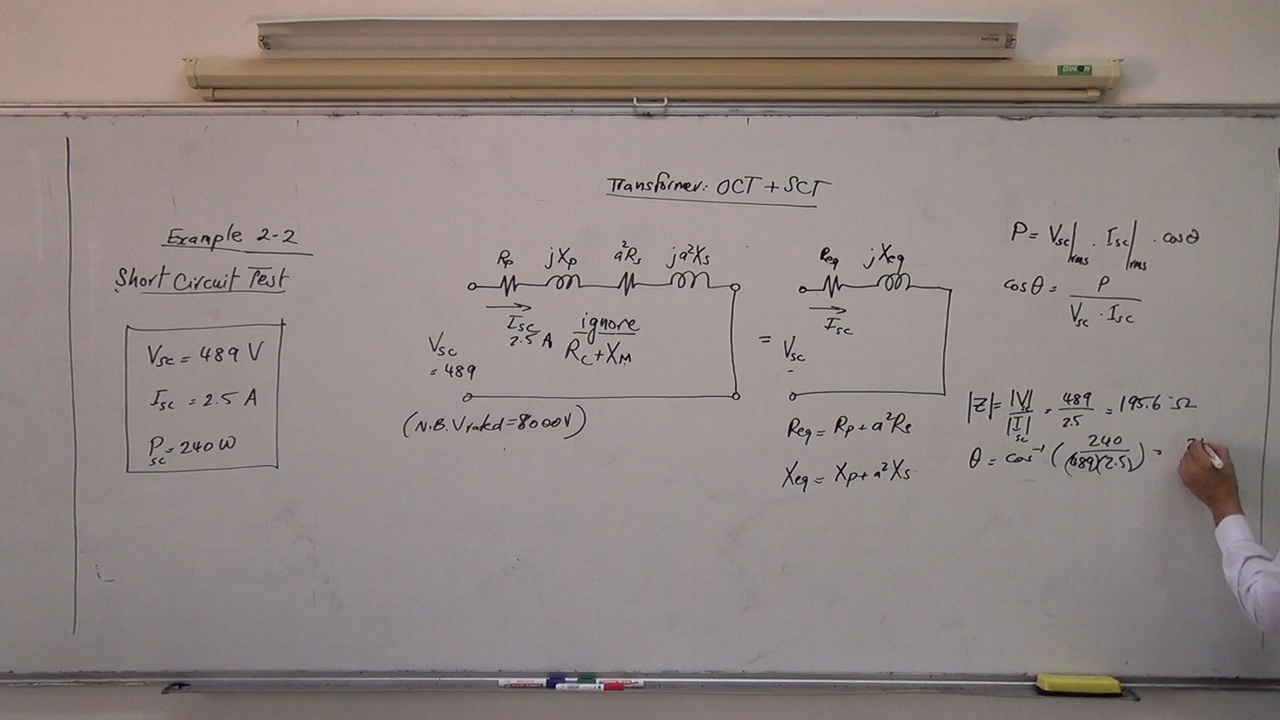 Transformer: OCT + SCT
Example 2-2
Short Circuit Test
Vsc = 489 V
Isc = 2.5 A
Psc = 240 W
Rp jXp a²Rs ja²Xs
Isc
2.5 A
ignore
Rc + XM
Vsc
= 489
(N.B. Vrated = 8000V)
=
Req jXeq
Isc
Vsc
Req = Rp + a²Rs
Xeq = Xp + a²Xs
P = Vsc|rms . Isc|rms . cosθ
cosθ = P / Vsc . Isc
|Z| = |V| / |I|sc = 489 / 2.5 = 195.6 Ω
θ = cos⁻¹ ( 240 / (489)(2.5) ) =
DIHON